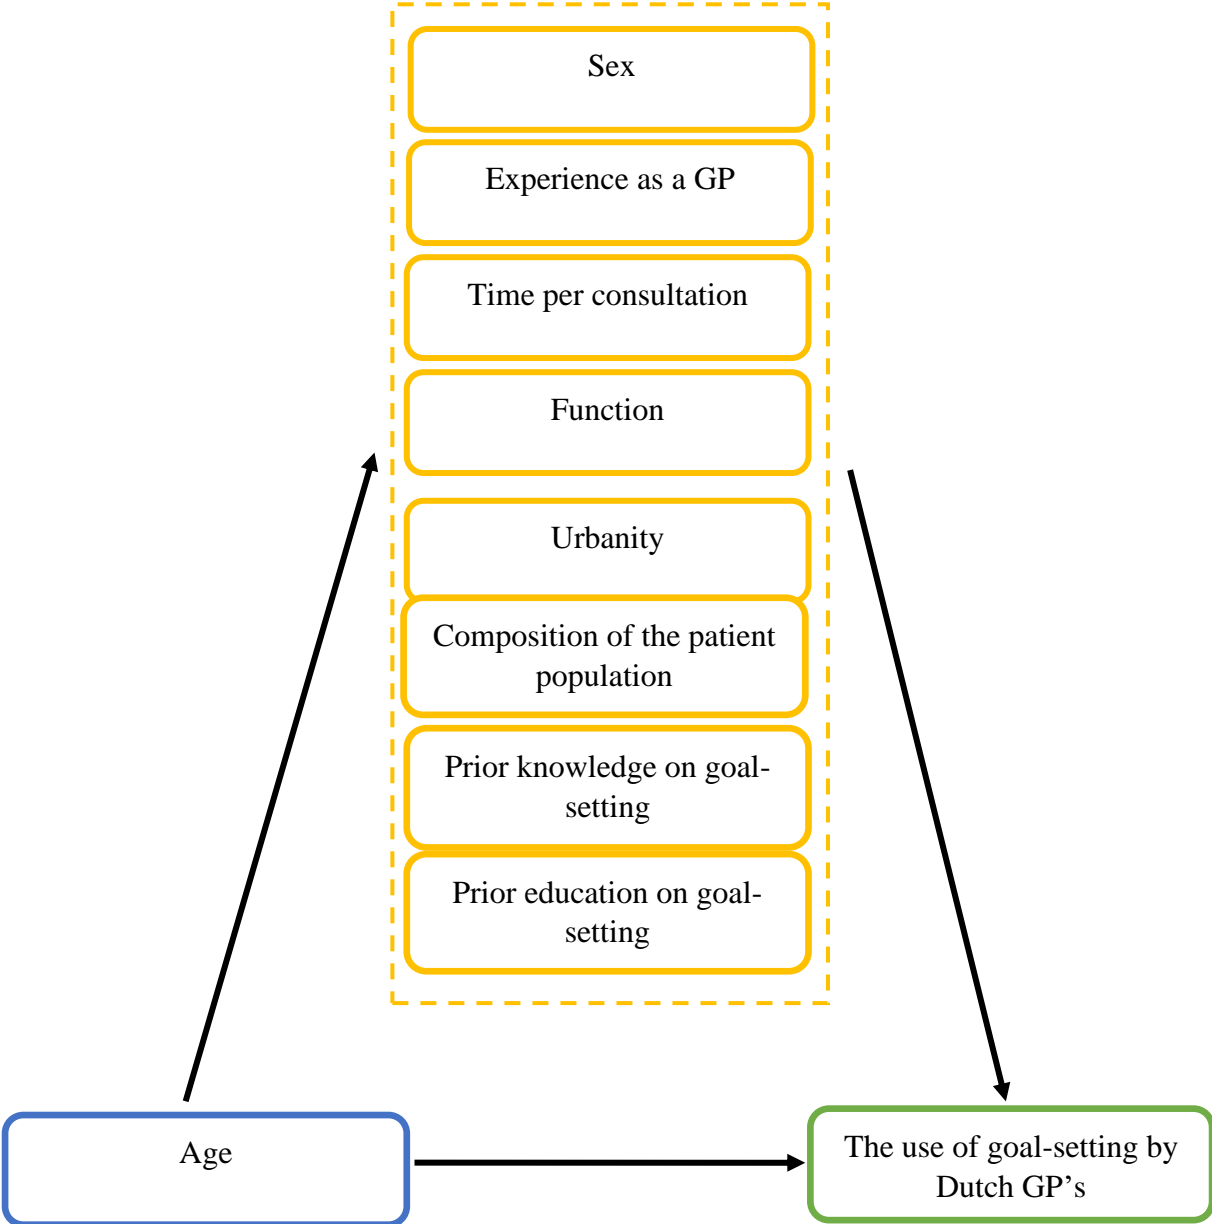 Sex
Experience as a GP
Time per consultation
Function
Urbanity
Composition of the patient
population
Prior knowledge on goal-
setting
Prior education on goal-
setting
Age
The use of goal-setting by
Dutch GP’s